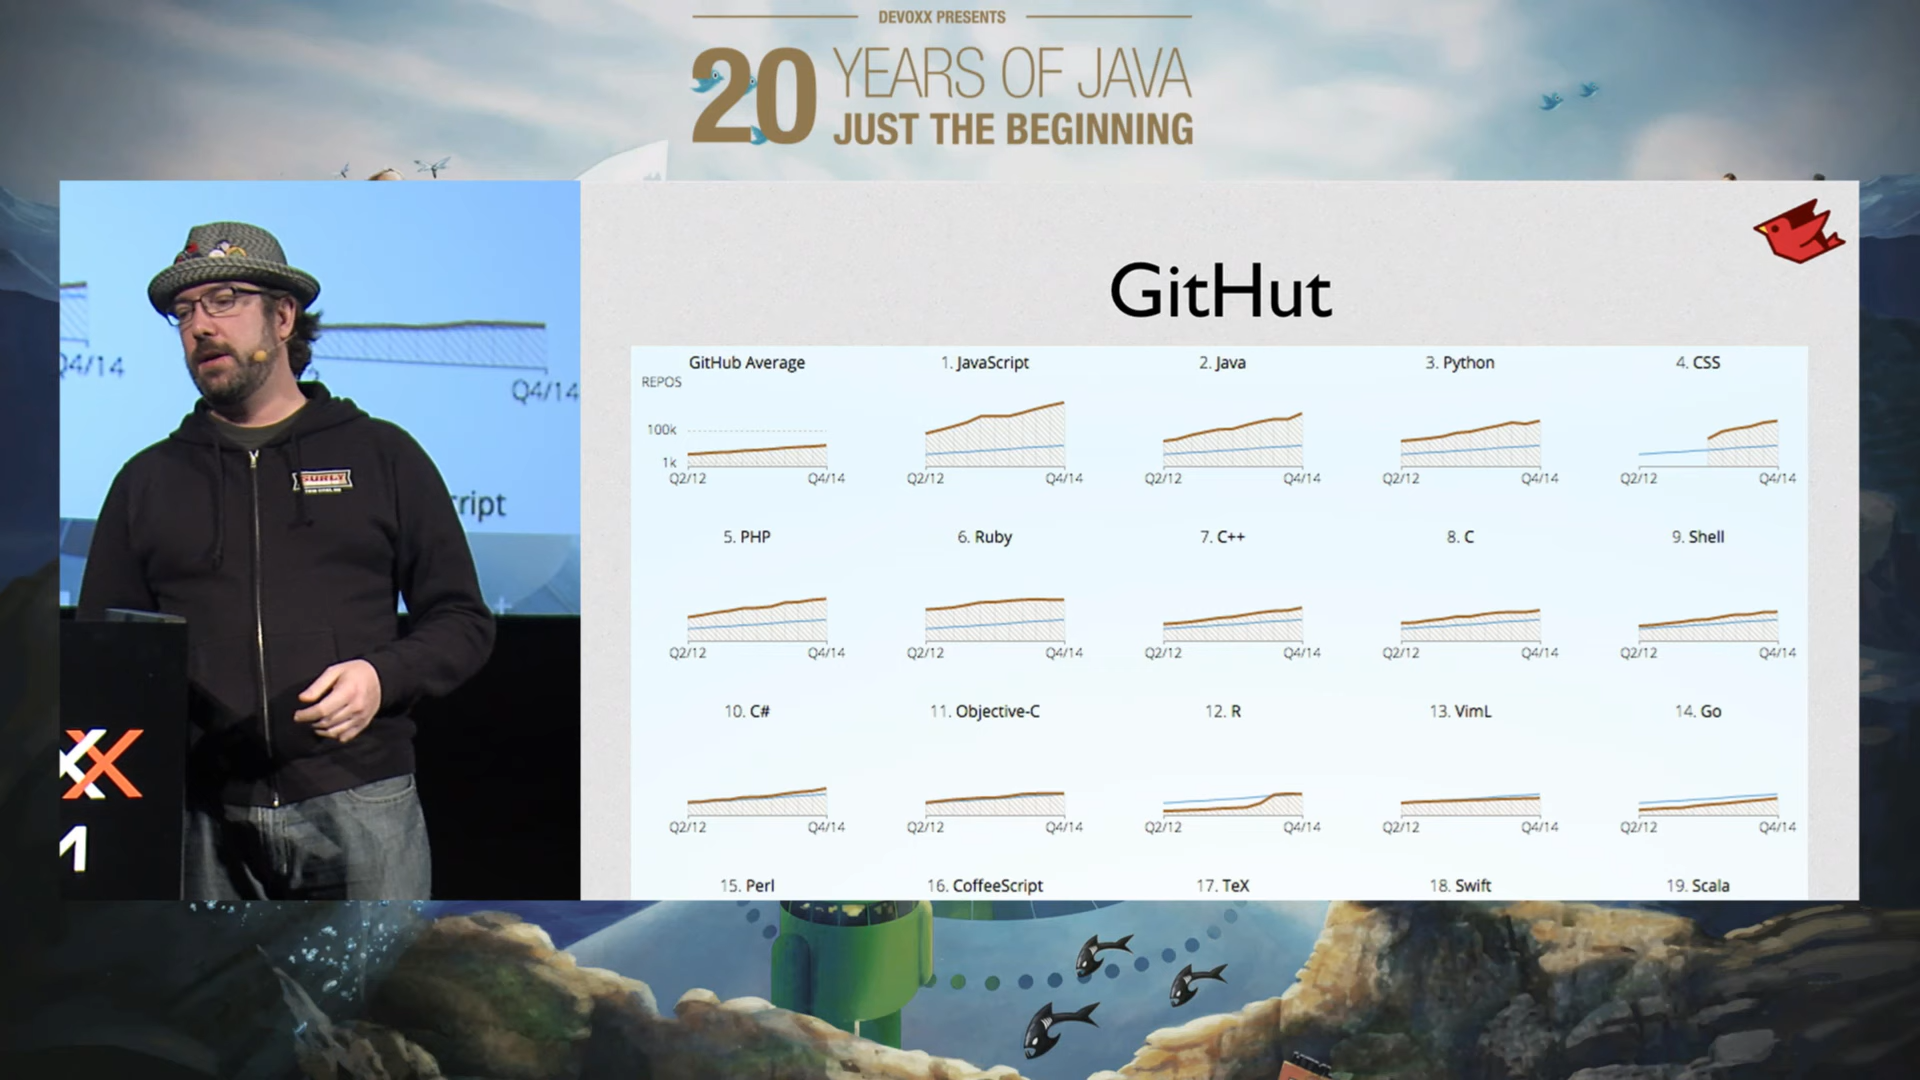 DEVOXX PRESENTS
20 YEARS OF JAVA
JUST THE BEGINNING
Q4/14
Q4/14
cript
GitHut
GitHub Average
1. JavaScript
2. Java
3. Python
4. CSS
REPOS
100k
1k
Q2/12 Q4/14
Q2/12 Q4/14
Q2/12 Q4/14
Q2/12 Q4/14
Q2/12 Q4/14
5. PHP
6. Ruby
7. C++
8. C
9. Shell
Q2/12 Q4/14
Q2/12 Q4/14
Q2/12 Q4/14
Q2/12 Q4/14
Q2/12 Q4/14
10. C#
11. Objective-C
12. R
13. VimL
14. Go
Q2/12 Q4/14
Q2/12 Q4/14
Q2/12 Q4/14
Q2/12 Q4/14
Q2/12 Q4/14
15. Perl
16. CoffeeScript
17. TeX
18. Swift
19. Scala